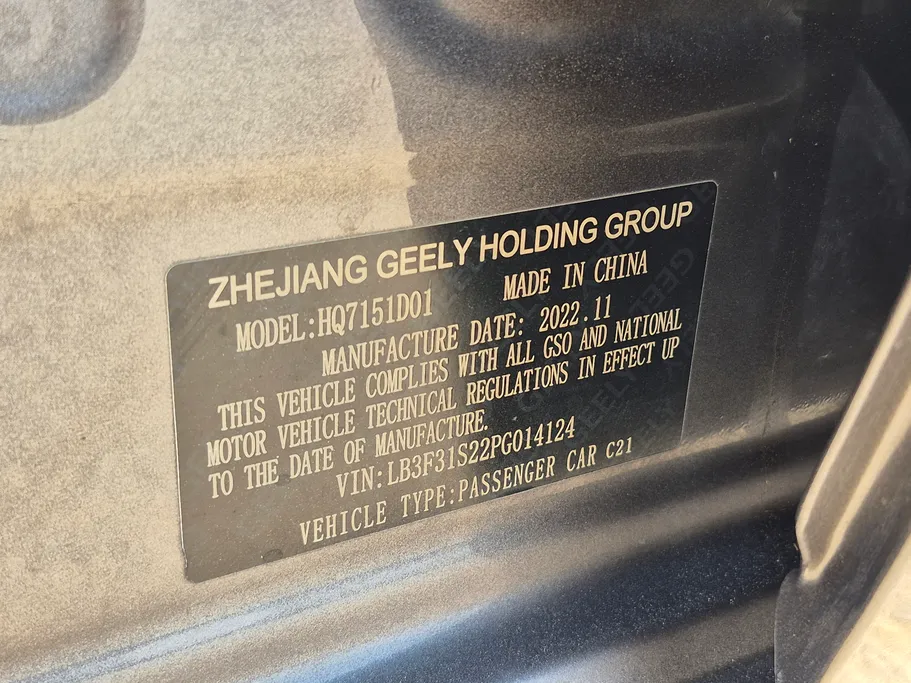 ZHEJIANG GEELY HOLDING GROUP
MODEL:HQ7151D01 MADE IN CHINA
MANUFACTURE DATE: 2022.11
THIS VEHICLE COMPLIES WITH ALL GSO AND NATIONAL
MOTOR VEHICLE TECHNICAL REGULATIONS IN EFFECT UP
TO THE DATE OF MANUFACTURE.
VIN:LB3F31S22PG014124
VEHICLE TYPE:PASSENGER CAR C21